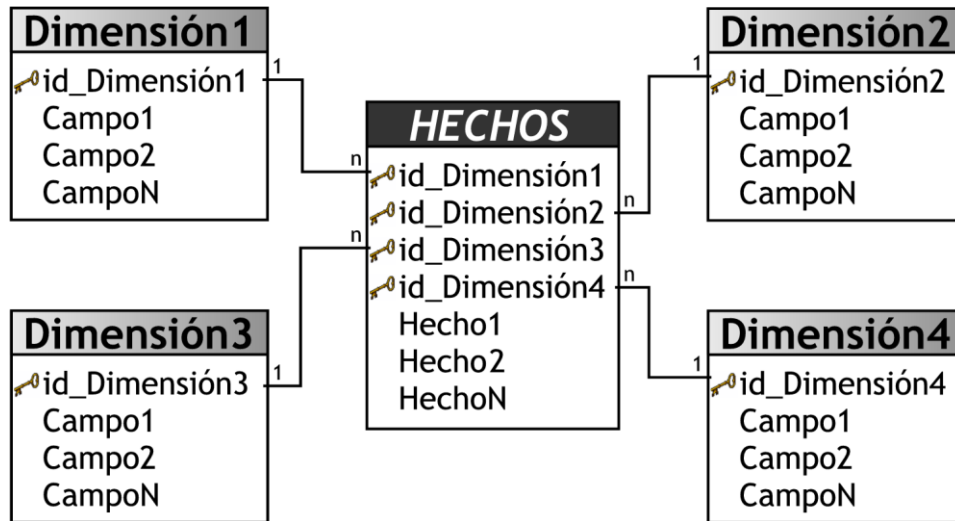 Dimensión1
id_Dimensión1
Campo1
Campo2
CampoN
1
Dimensión2
id_Dimensión2
Campo1
Campo2
CampoN
1
HECHOS
id_Dimensión1
id_Dimensión2
id_Dimensión3
id_Dimensión4
Hecho1
Hecho2
HechoN
n
n
n
n
Dimensión3
id_Dimensión3
Campo1
Campo2
CampoN
1
Dimensión4
id_Dimensión4
Campo1
Campo2
CampoN
1